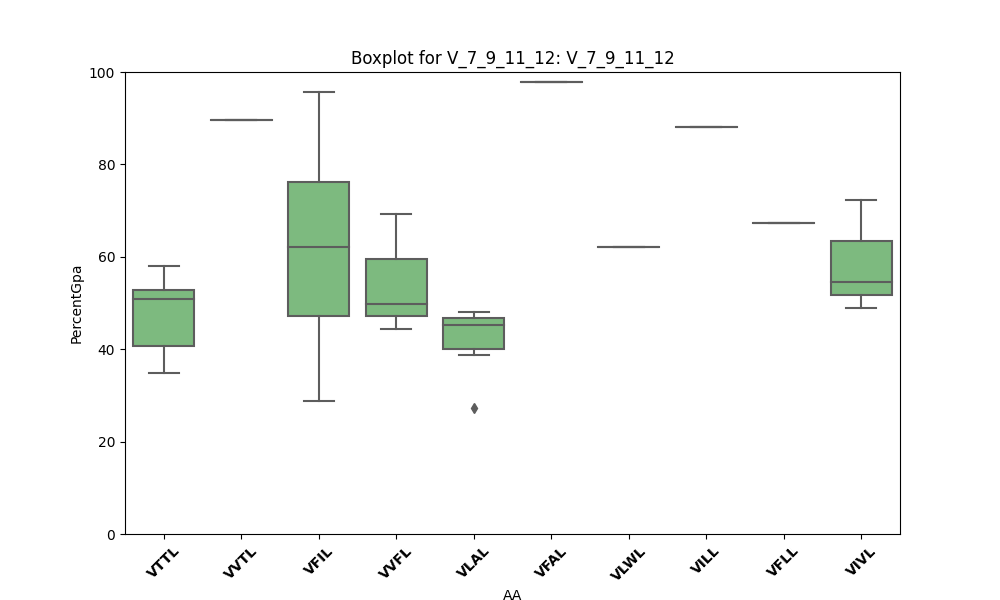 Boxplot for V_7_9_11_12: V_7_9_11_12
PercentGpa
100
80
60
40
20
0
VTTL VVTL VFIL VVFL VLAL VFAL VLWL VILL VFLL VIVL
AA